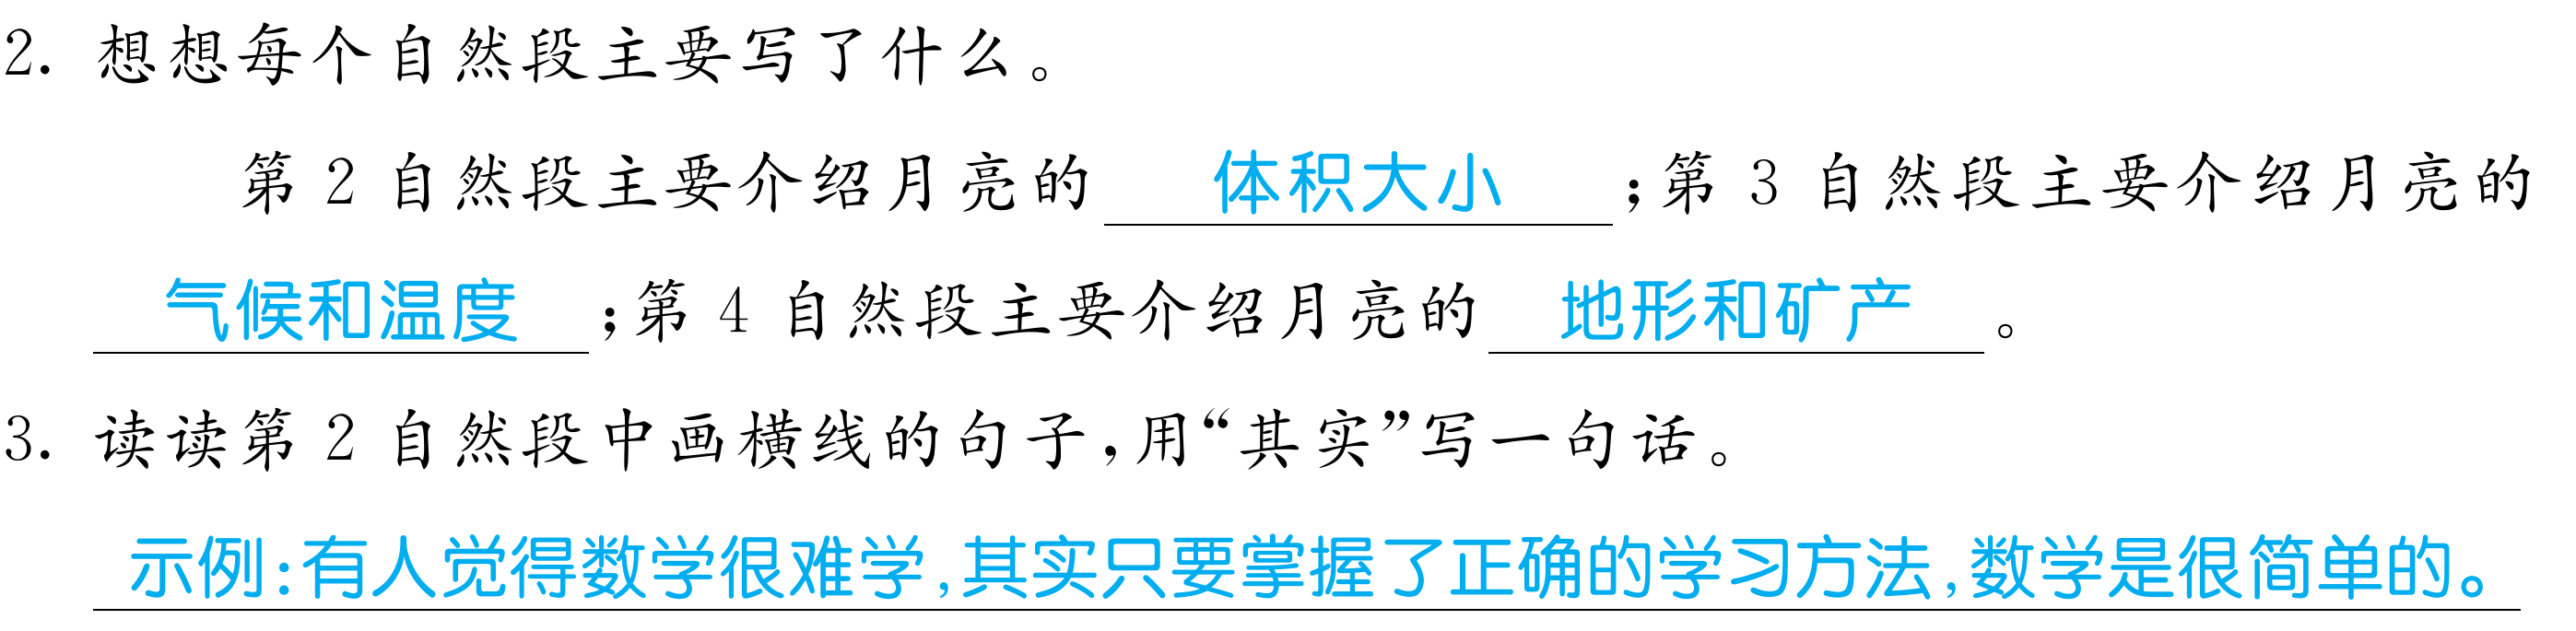 2. 想想每个自然段主要写了什么。
第 2 自然段主要介绍月亮的 体积大小 ;第 3 自然段主要介绍月亮的
气候和温度 ;第 4 自然段主要介绍月亮的 地形和矿产 。
3. 读读第 2 自然段中画横线的句子,用“其实”写一句话。
示例:有人觉得数学很难学,其实只要掌握了正确的学习方法,数学是很简单的。